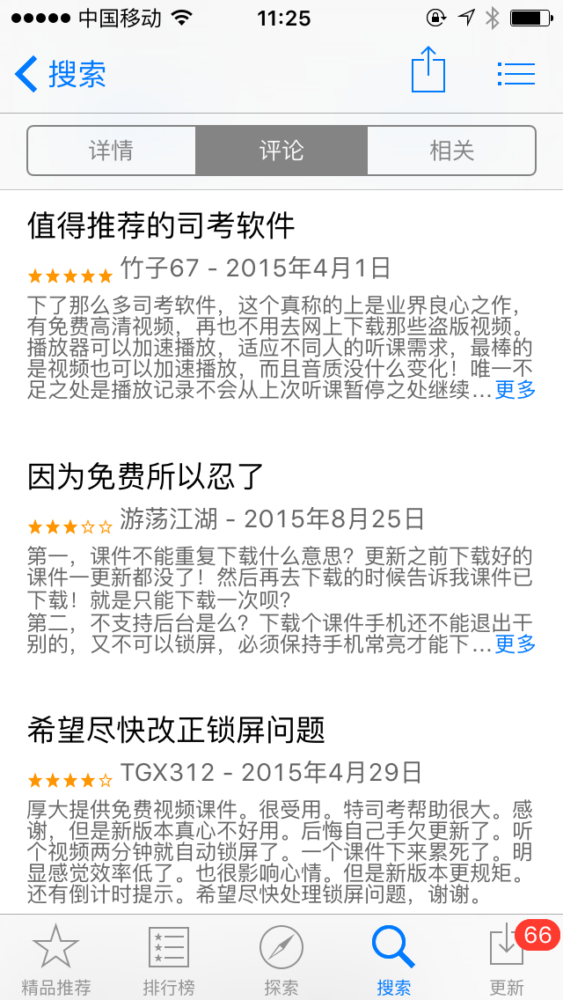 中国移动 11:25
搜索
详情 评论 相关
值得推荐的司考软件
竹子67 - 2015年4月1日
下了那么多司考软件，这个真称的上是业界良心之作，
有免费高清视频，再也不用去网上下载那些盗版视频。
播放器可以加速播放，适应不同人的听课需求，最棒的
是视频也可以加速播放，而且音质没什么变化！唯一不
足之处是播放记录不会从上次听课暂停之处继续...更多
因为免费所以忍了
游荡江湖 - 2015年8月25日
第一，课件不能重复下载什么意思？更新之前下载好的
课件一更新都没了！然后再去下载的时候告诉我课件已
下载！就是只能下载一次呗？
第二，不支持后台是么？下载个课件手机还不能退出干
别的，又不可以锁屏，必须保持手机常亮才能下...更多
希望尽快改正锁屏问题
TGX312 - 2015年4月29日
厚大提供免费视频课件。很受用。特司考帮助很大。感
谢，但是新版本真心不好用。后悔自己手欠更新了。听
个视频两分钟就自动锁屏了。一个课件下来累死了。明
显感觉效率低了。也很影响心情。但是新版本更规矩。
还有倒计时提示。希望尽快处理锁屏问题，谢谢。
66
精品推荐 排行榜 探索 搜索 更新